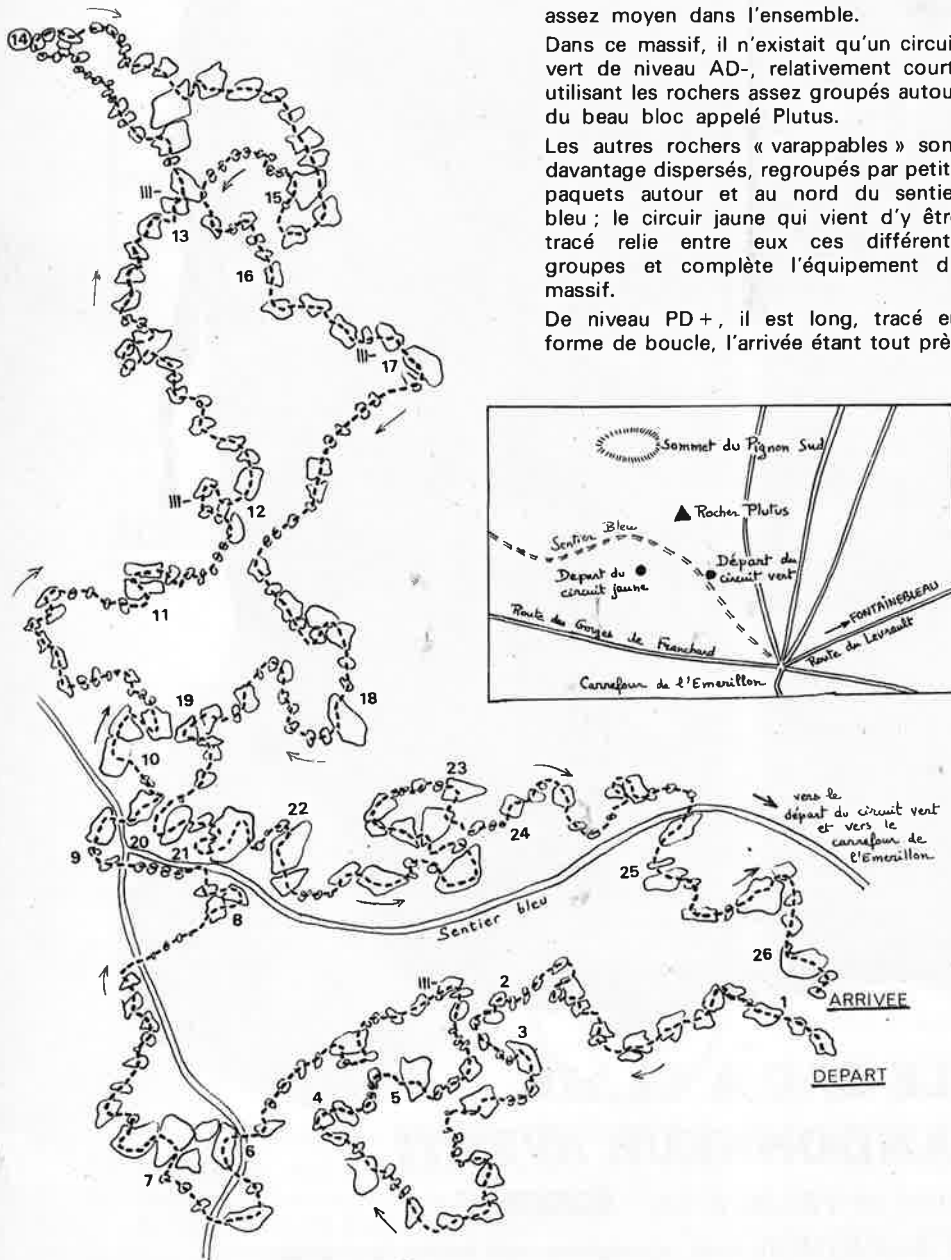 assez moyen dans l'ensemble.
Dans ce massif, il n'existait qu'un circui
vert de niveau AD-, relativement court
utilisant les rochers assez groupés autou
du beau bloc appelé Plutus.
Les autres rochers « varappables » son
davantage dispersés, regroupés par petit
paquets autour et au nord du sentie
bleu ; le circuir jaune qui vient d'y êtr
tracé relie entre eux ces différent
groupes et complète l'équipement d
massif.
De niveau PD+, il est long, tracé e
forme de boucle, l'arrivée étant tout prè
14
III-
13
15
16
III-
17
III-
12
11
18
19
10
9
20
21
22
23
24
8
25
26
2
III-
3
1
4
5
6
7
Sommet du Pignon Sud
Rocher Plutus
Sentier Bleu
Départ du
circuit jaune
Départ du
circuit vert
Route des Gorges de Franchard
FONTAINEBLEAU
Route du Levrault
Carrefour de l'Emerillon
vers le
départ du circuit vert
et vers le
carrefour de
l'Emerillon
Sentier bleu
ARRIVEE
DEPART